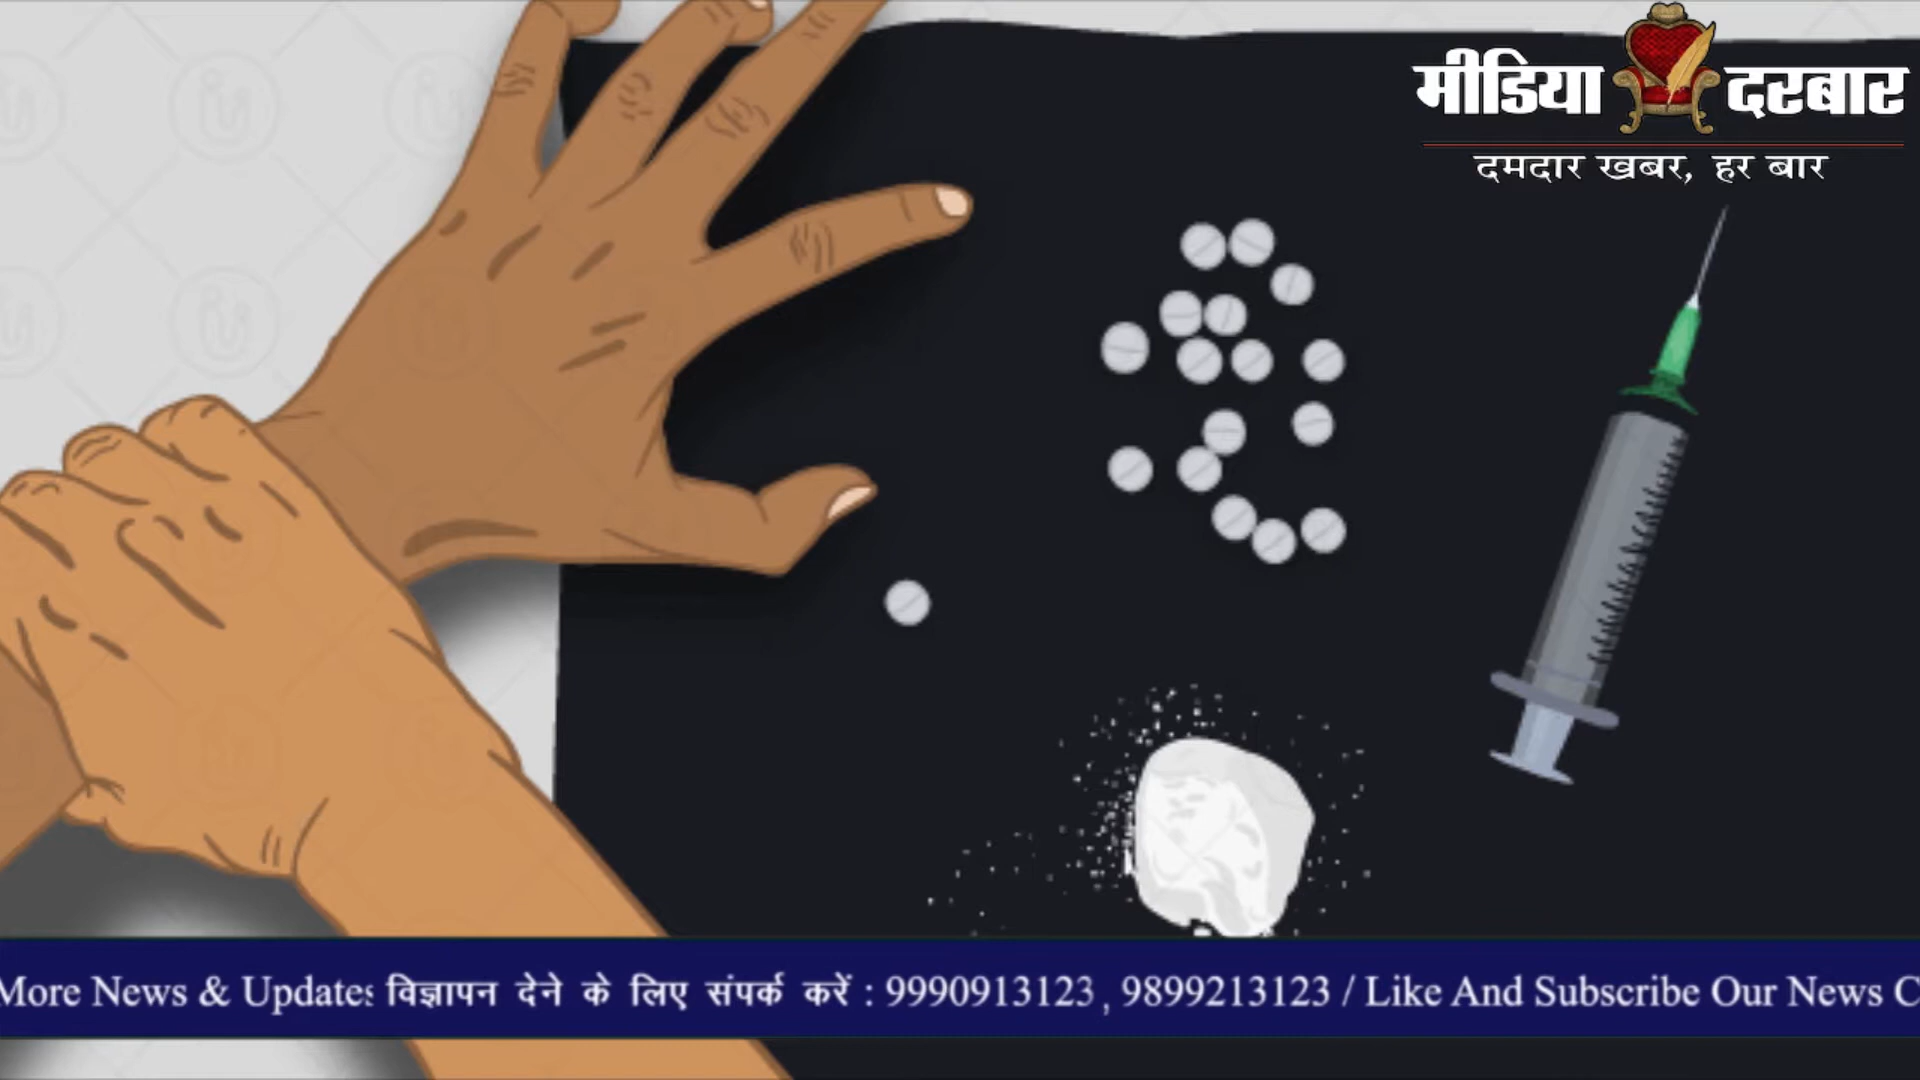 मीडिया दरबार
दमदार खबर, हर बार
More News & Updates विज्ञापन देने के लिए संपर्क करें : 9990913123 , 9899213123 / Like And Subscribe Our News C